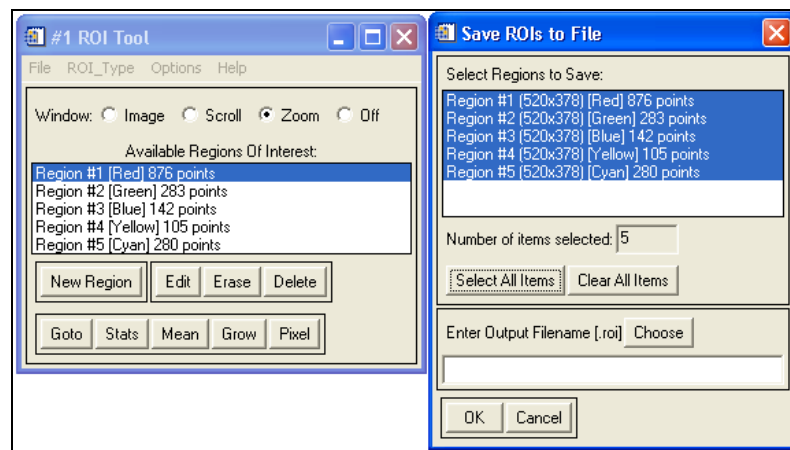 #1 ROI Tool
File ROI_Type Options Help
Window: Image Scroll Zoom Off
Available Regions Of Interest:
Region #1 [Red] 876 points
Region #2 [Green] 283 points
Region #3 [Blue] 142 points
Region #4 [Yellow] 105 points
Region #5 [Cyan] 280 points
New Region Edit Erase Delete
Goto Stats Mean Grow Pixel
Save ROIs to File
Select Regions to Save:
Region #1 (520x378) [Red] 876 points
Region #2 (520x378) [Green] 283 points
Region #3 (520x378) [Blue] 142 points
Region #4 (520x378) [Yellow] 105 points
Region #5 (520x378) [Cyan] 280 points
Number of items selected: 5
Select All Items Clear All Items
Enter Output Filename [.roi] Choose
OK Cancel